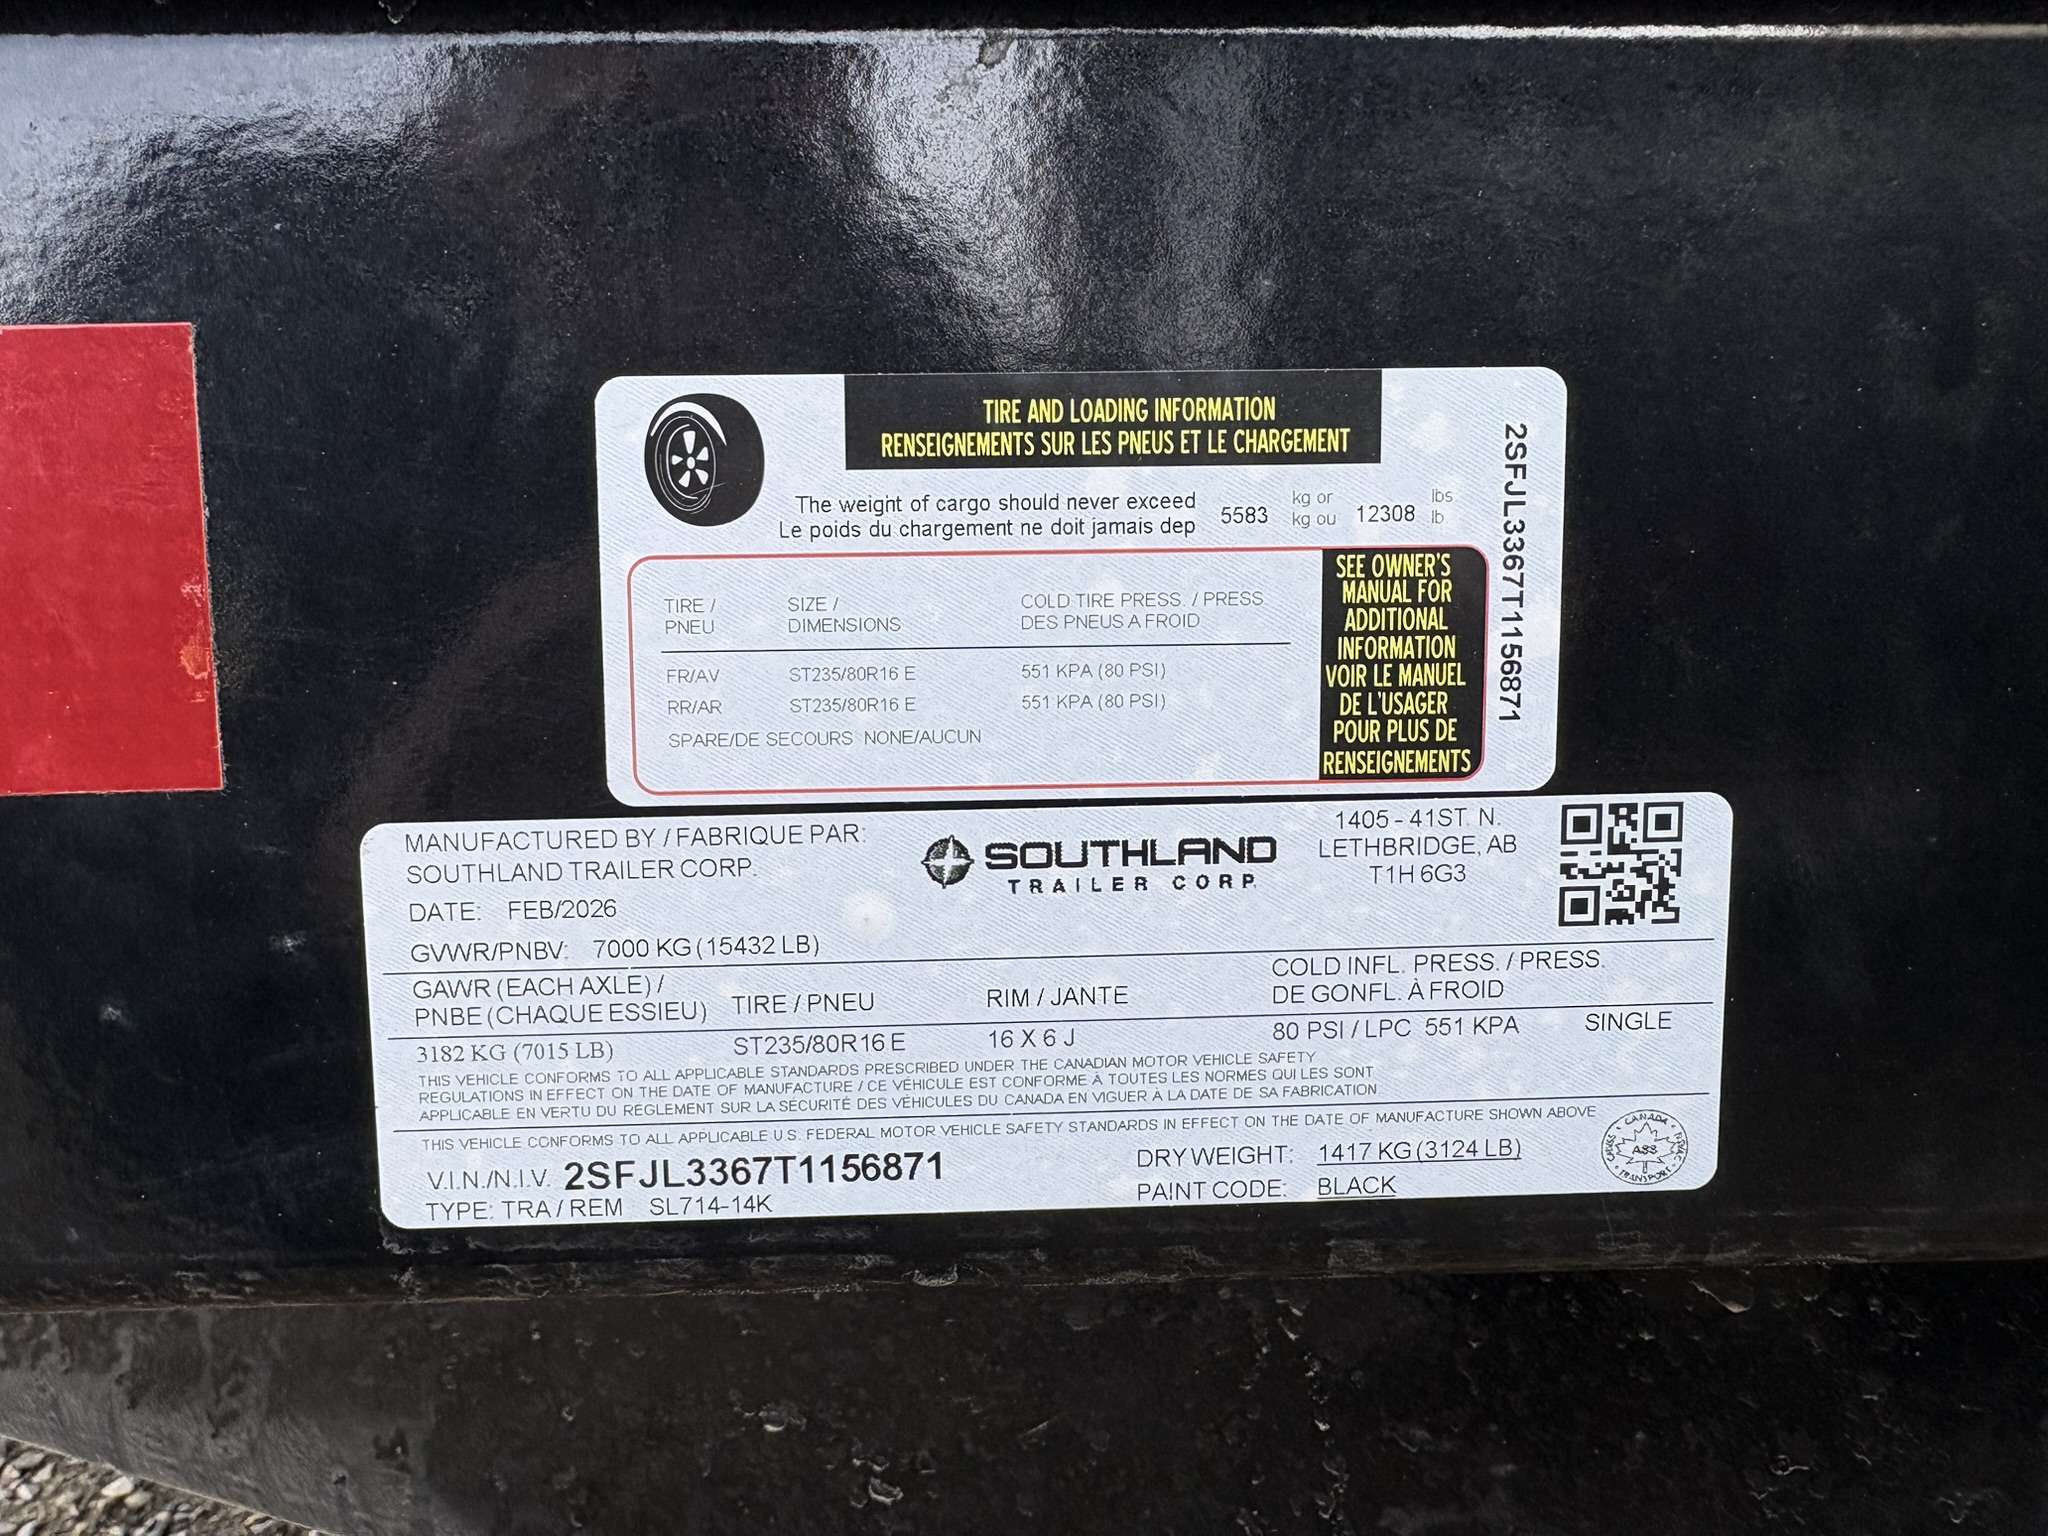 TIRE AND LOADING INFORMATION
RENSEIGNEMENTS SUR LES PNEUS ET LE CHARGEMENT
The weight of cargo should never exceed 5583 kg or 12308 lbs
Le poids du chargement ne doit jamais dep kg ou lb
TIRE / SIZE / COLD TIRE PRESS. / PRESS
PNEU DIMENSIONS DES PNEUS A FROID
FR/AV ST235/80R16 E 551 KPA (80 PSI)
RR/AR ST235/80R16 E 551 KPA (80 PSI)
SPARE/DE SECOURS NONE/AUCUN
SEE OWNER'S
MANUAL FOR
ADDITIONAL
INFORMATION
VOIR LE MANUEL
DE L'USAGER
POUR PLUS DE
RENSEIGNEMENTS
2SFJL3367T1156871
MANUFACTURED BY / FABRIQUE PAR:
SOUTHLAND TRAILER CORP.
SOUTHLAND
TRAILER CORP.
1405 - 41ST. N.
LETHBRIDGE, AB
T1H 6G3
DATE: FEB/2026
GVWR/PNBV: 7000 KG (15432 LB)
GAWR (EACH AXLE) /
PNBE (CHAQUE ESSIEU) TIRE / PNEU RIM / JANTE
COLD INFL. PRESS. / PRESS.
DE GONFL. À FROID
3182 KG (7015 LB) ST235/80R16 E 16 X 6 J 80 PSI / LPC 551 KPA SINGLE
THIS VEHICLE CONFORMS TO ALL APPLICABLE STANDARDS PRESCRIBED UNDER THE CANADIAN MOTOR VEHICLE SAFETY
REGULATIONS IN EFFECT ON THE DATE OF MANUFACTURE / CE VÉHICULE EST CONFORME À TOUTES LES NORMES QUI LES SONT
APPLICABLE EN VERTU DU RÉGLEMENT SUR LA SÉCURITÉ DES VÉHICULES DU CANADA EN VIGUER À LA DATE DE SA FABRICATION
THIS VEHICLE CONFORMS TO ALL APPLICABLE U.S. FEDERAL MOTOR VEHICLE SAFETY STANDARDS IN EFFECT ON THE DATE OF MANUFACTURE SHOWN ABOVE
V.I.N./N.I.V. 2SFJL3367T1156871
TYPE: TRA / REM SL714-14K
DRY WEIGHT: 1417 KG (3124 LB)
PAINT CODE: BLACK
CANADA
TRANSPORT